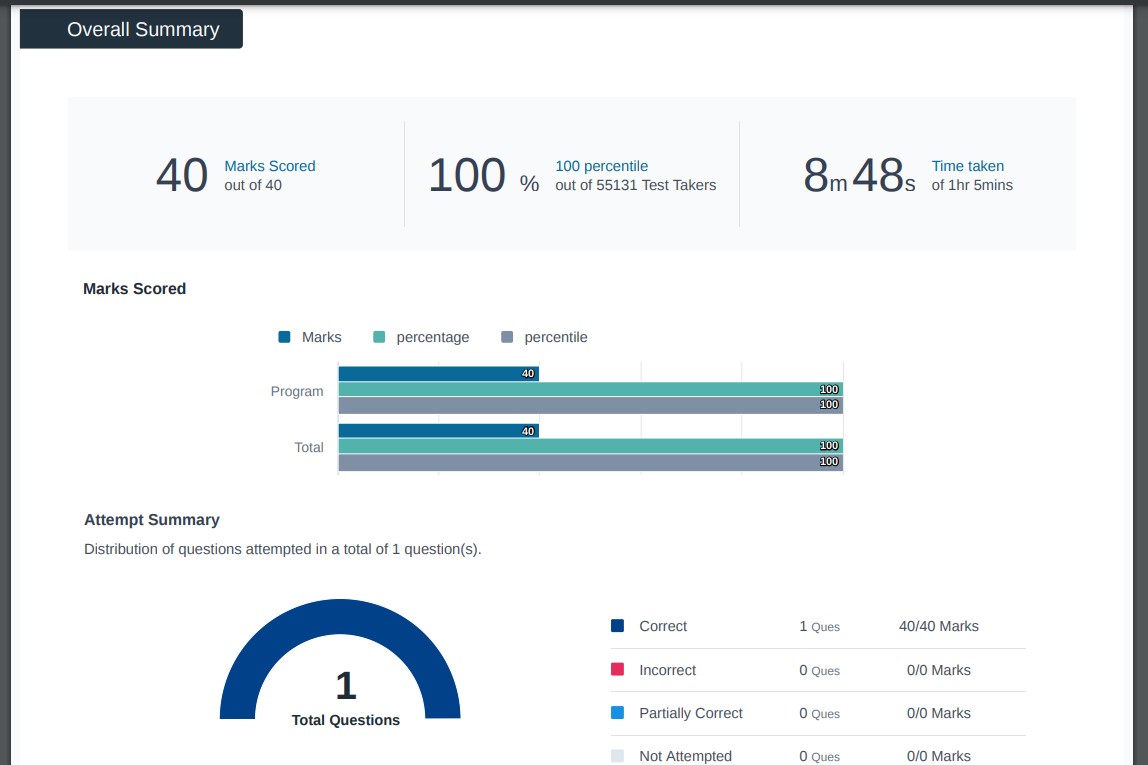 Overall Summary
40 Marks Scored
out of 40
100 % 100 percentile
out of 55131 Test Takers
8m 48s Time taken
of 1hr 5mins
Marks Scored
Marks percentage percentile
Program 40
100
100
Total 40
100
100
Attempt Summary
Distribution of questions attempted in a total of 1 question(s).
1
Total Questions
Correct 1 Ques 40/40 Marks
Incorrect 0 Ques 0/0 Marks
Partially Correct 0 Ques 0/0 Marks
Not Attempted 0 Ques 0/0 Marks